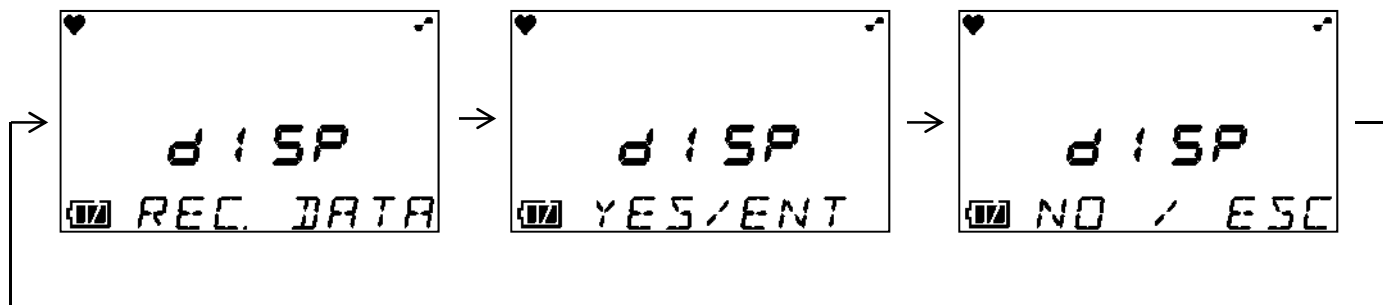 dISP
REC. DATA
dISP
YES/ENT
dISP
NO / ESC